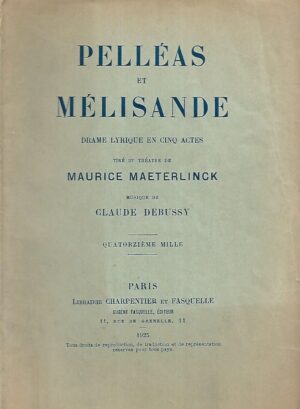 PELLÉAS
ET
MÉLISANDE
DRAME LYRIQUE EN CINQ ACTES
TIRÉ DU THÉATRE DE
MAURICE MAETERLINCK
MUSIQUE DE
CLAUDE DEBUSSY
QUATORZIÈME MILLE
PARIS
LIBRAIRIE CHARPENTIER ET FASQUELLE
EUGÈNE FASQUELLE, ÉDITEUR
11, RUE DE GRENELLE, 11
1925
Tous droits de reproduction, de traduction et de représentation
réservés pour tous pays.